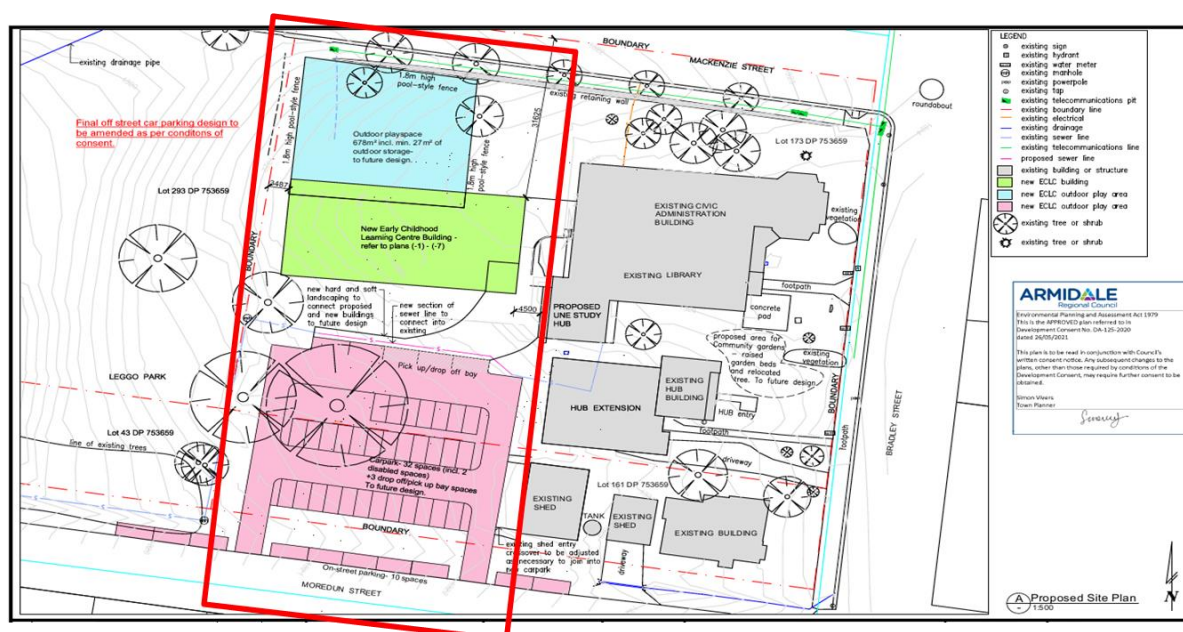 existing drainage pipe
Final off street car parking design to
be amended as per conditons of
consent.
BOUNDARY
MACKENZIE STREET
roundabout
1.8m high
pool-style fence
existing retaining wall
31625
1.8m high pool-style fence
Outdoor playspace
678m² incl. min. 27m² of
outdoor storage-
to future design.
1.8m high
pool-style fence
Lot 173 DP 753659
Lot 293 DP 753659
3487
New Early Childhood
Learning Centre Building -
refer to plans (-1) - (-7)
BOUNDARY
EXISTING CIVIC
ADMINISTRATION
BUILDING
existing
vegetation
EXISTING LIBRARY
footpath
new hard and soft
landscaping to
connect proposed
and new buildings
to future design
new section of
sewer line to
connect into
existing
4500
PROPOSED
UNE STUDY
HUB
concrete
pad
proposed area for
Community gardens
raised
garden beds
and relocated
tree. To future design
existing
vegetation
Pick up/drop off bay
LEGGO PARK
EXISTING
HUB
BUILDING
HUB EXTENSION
HUB entry
BOUNDARY
footpath
BRADLEY STREET
Lot 43 DP 753659
line of existing trees
footpath
driveway
Carpark- 32 spaces (incl. 2
disabled spaces)
+3 drop off/pick up bay spaces
To future design.
Lot 161 DP 753659
EXISTING
SHED
TANK
EXISTING
SHED
EXISTING BUILDING
BOUNDARY
existing shed entry
crossover to be adjusted
as necessary to join into
new carpark
driveway
On-street parking- 10 spaces
MOREDUN STREET
LEGEND
existing sign
existing hydrant
existing water meter
existing manhole
existing powerpole
existing tap
existing telecommunications pit
existing boundary line
existing electrical
existing drainage
existing sewer line
existing telecommunications line
proposed sewer line
existing building or structure
new ECLC building
new ECLC outdoor play area
new ECLC outdoor play area
existing tree or shrub
existing tree or shrub
ARMIDALE
Regional Council
Environmental Planning and Assessment Act 1979
This is the APPROVED plan referred to in
Development Consent No. DA-125-2020
dated 26/05/2021
This plan is to be read in conjunction with Council's
written consent notice. Any subsequent changes to the
plans, other than those required by conditions of the
Development Consent, may require further consent to be
obtained.
Simon Vivers
Town Planner
A Proposed Site Plan
- 1:500
N